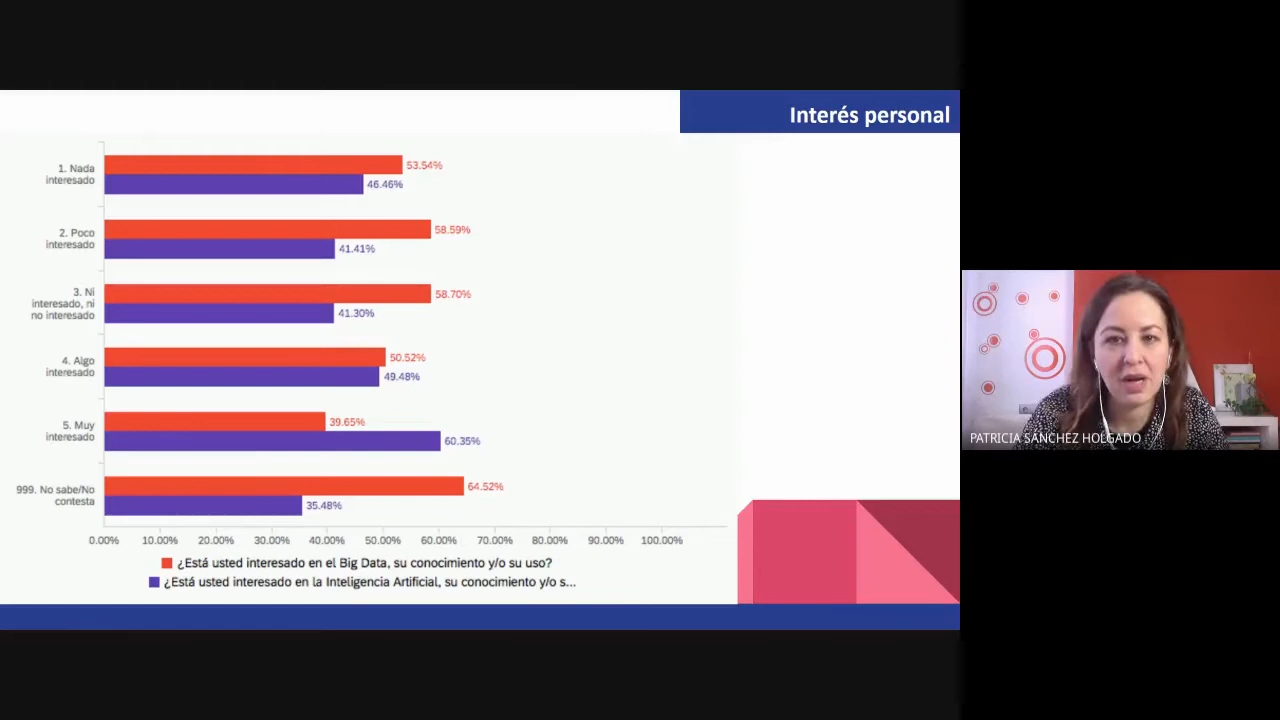 Interés personal
1. Nada
interesado
53.54%
46.46%
2. Poco
interesado
58.59%
41.41%
3. Ni
interesado, ni
no interesado
58.70%
41.30%
4. Algo
interesado
50.52%
49.48%
5. Muy
interesado
39.65%
60.35%
999. No sabe/No
contesta
64.52%
35.48%
0.00% 10.00% 20.00% 30.00% 40.00% 50.00% 60.00% 70.00% 80.00% 90.00% 100.00%
¿Está usted interesado en el Big Data, su conocimiento y/o su uso?
¿Está usted interesado en la Inteligencia Artificial, su conocimiento y/o s...
PATRICIA SÁNCHEZ HOLGADO